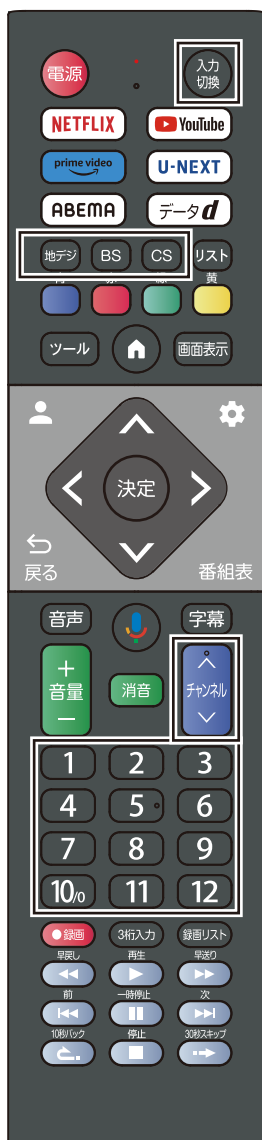 電源
入力
切換
NETFLIX
YouTube
prime video
U-NEXT
ABEMA
データd
地デジ
BS
CS
リスト
青
赤
緑
黄
ツール
画面表示
決定
戻る
番組表
音声
字幕
+
音量
−
消音
チャンネル
1
2
3
4
5
6
7
8
9
10/0
11
12
●録画
3桁入力
録画リスト
早戻し
再生
早送り
前
一時停止
次
10秒バック
停止
30秒スキップ